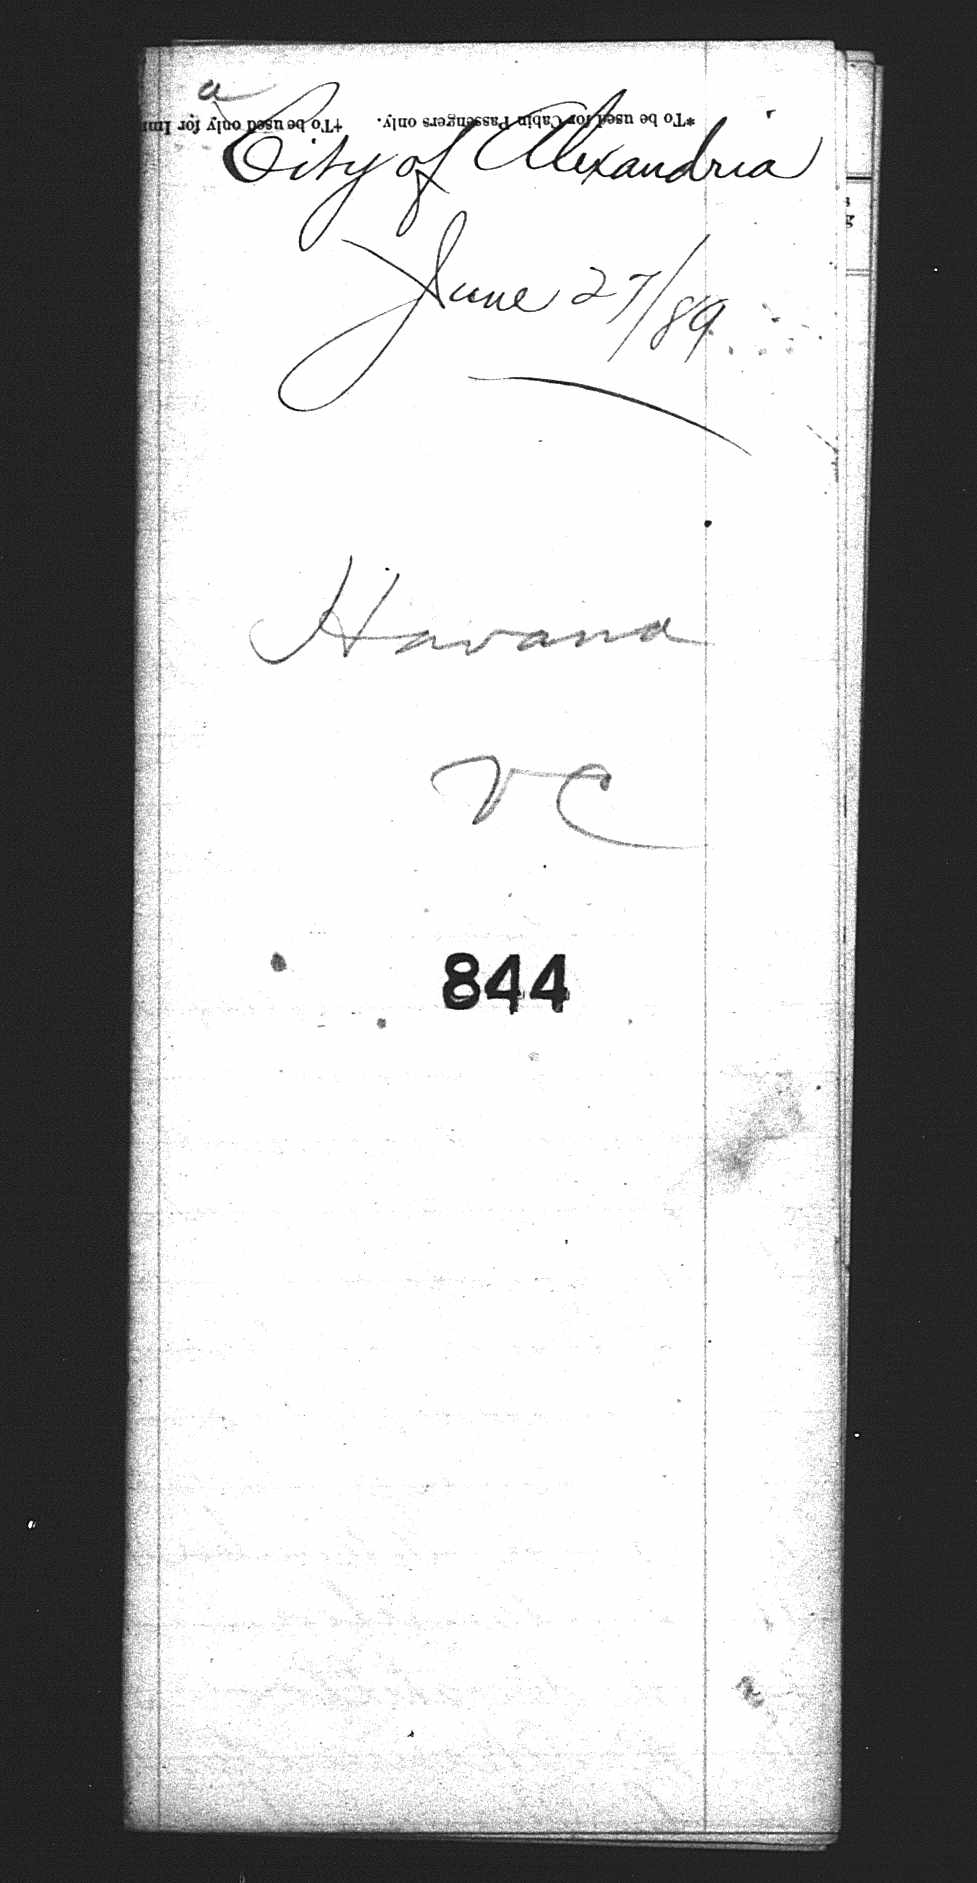 a
*To be used for Cabin Passengers only. †To be used only for Im
City of Alexandria
June 27/89
Havana
VC
844